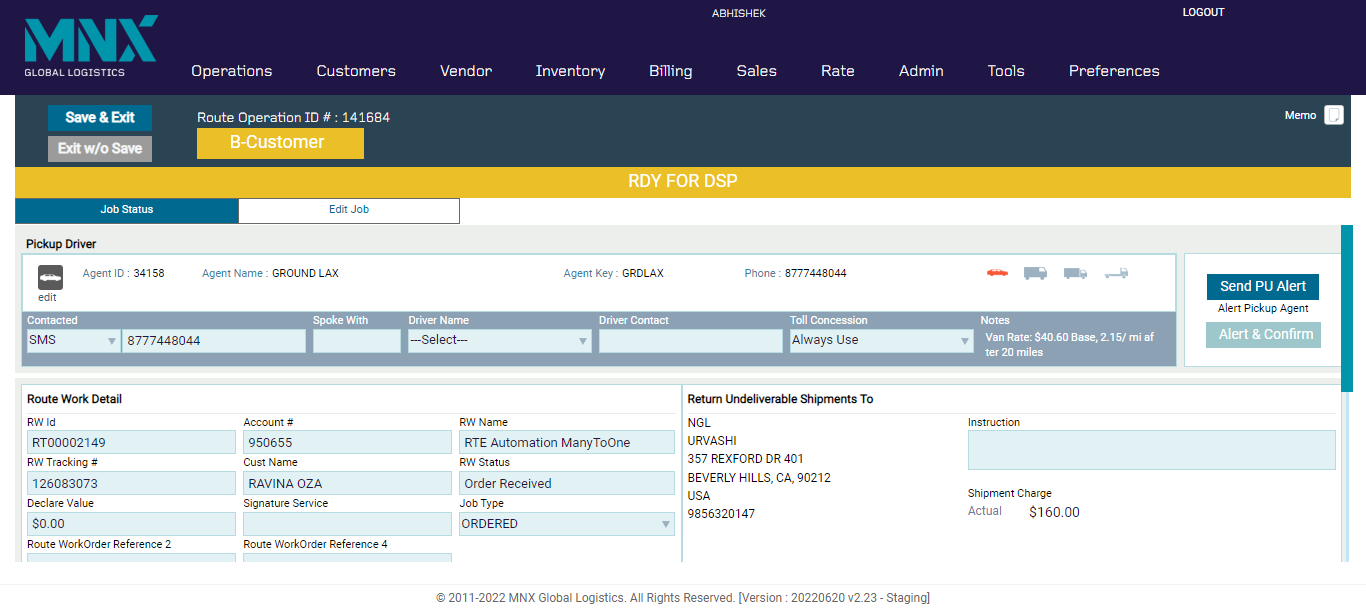 ABHISHEK
LOGOUT
MNX
GLOBAL LOGISTICS
Operations Customers Vendor Inventory Billing Sales Rate Admin Tools Preferences
Save & Exit
Route Operation ID # : 141684
Memo
Exit w/o Save
B-Customer
RDY FOR DSP
Job Status Edit Job
Pickup Driver
edit
Agent ID : 34158 Agent Name : GROUND LAX Agent Key : GRDLAX Phone : 8777448044
Contacted Spoke With Driver Name Driver Contact Toll Concession Notes
SMS 8777448044 ---Select--- Always Use
Van Rate: $40.60 Base, 2.15/ mi af
ter 20 miles
Send PU Alert
Alert Pickup Agent
Alert & Confirm
Route Work Detail
RW Id Account # RW Name
RT00002149 950655 RTE Automation ManyToOne
RW Tracking # Cust Name RW Status
126083073 RAVINA OZA Order Received
Declare Value Signature Service Job Type
$0.00 ORDERED
Route WorkOrder Reference 2 Route WorkOrder Reference 4
Return Undeliverable Shipments To
NGL
URVASHI
357 REXFORD DR 401
BEVERLY HILLS, CA, 90212
USA
9856320147
Instruction
Shipment Charge
Actual $160.00
© 2011-2022 MNX Global Logistics. All Rights Reserved. [Version : 20220620 v2.23 - Staging]